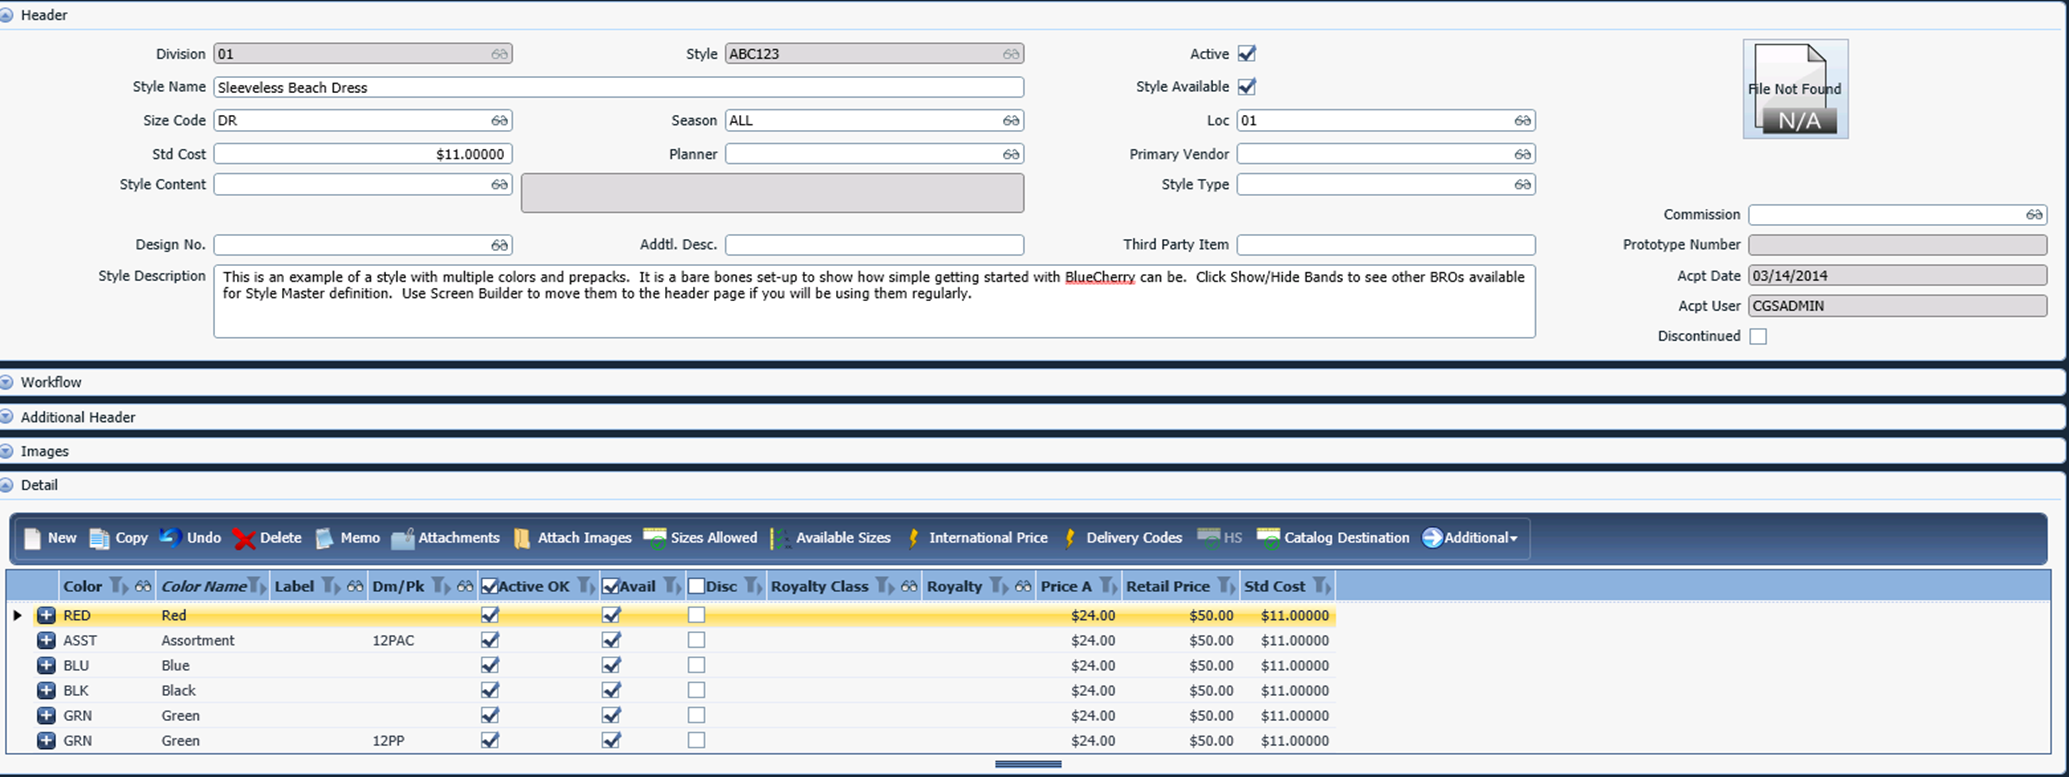 Header
Division 01 Style ABC123 Active
Style Name Sleeveless Beach Dress Style Available
File Not Found
N/A
Size Code DR Season ALL Loc 01
Std Cost $11.00000 Planner Primary Vendor
Style Content Style Type
Commission
Design No. Addtl. Desc. Third Party Item Prototype Number
Style Description This is an example of a style with multiple colors and prepacks. It is a bare bones set-up to show how simple getting started with BlueCherry can be. Click Show/Hide Bands to see other BROs available
for Style Master definition. Use Screen Builder to move them to the header page if you will be using them regularly.
Acpt Date 03/14/2014
Acpt User CGSADMIN
Discontinued
Workflow
Additional Header
Images
Detail
New Copy Undo Delete Memo Attachments Attach Images Sizes Allowed Available Sizes International Price Delivery Codes HS Catalog Destination Additional
Color Color Name Label Dm/Pk Active OK Avail Disc Royalty Class Royalty Price A Retail Price Std Cost
RED Red $24.00 $50.00 $11.00000
ASST Assortment 12PAC $24.00 $50.00 $11.00000
BLU Blue $24.00 $50.00 $11.00000
BLK Black $24.00 $50.00 $11.00000
GRN Green $24.00 $50.00 $11.00000
GRN Green 12PP $24.00 $50.00 $11.00000